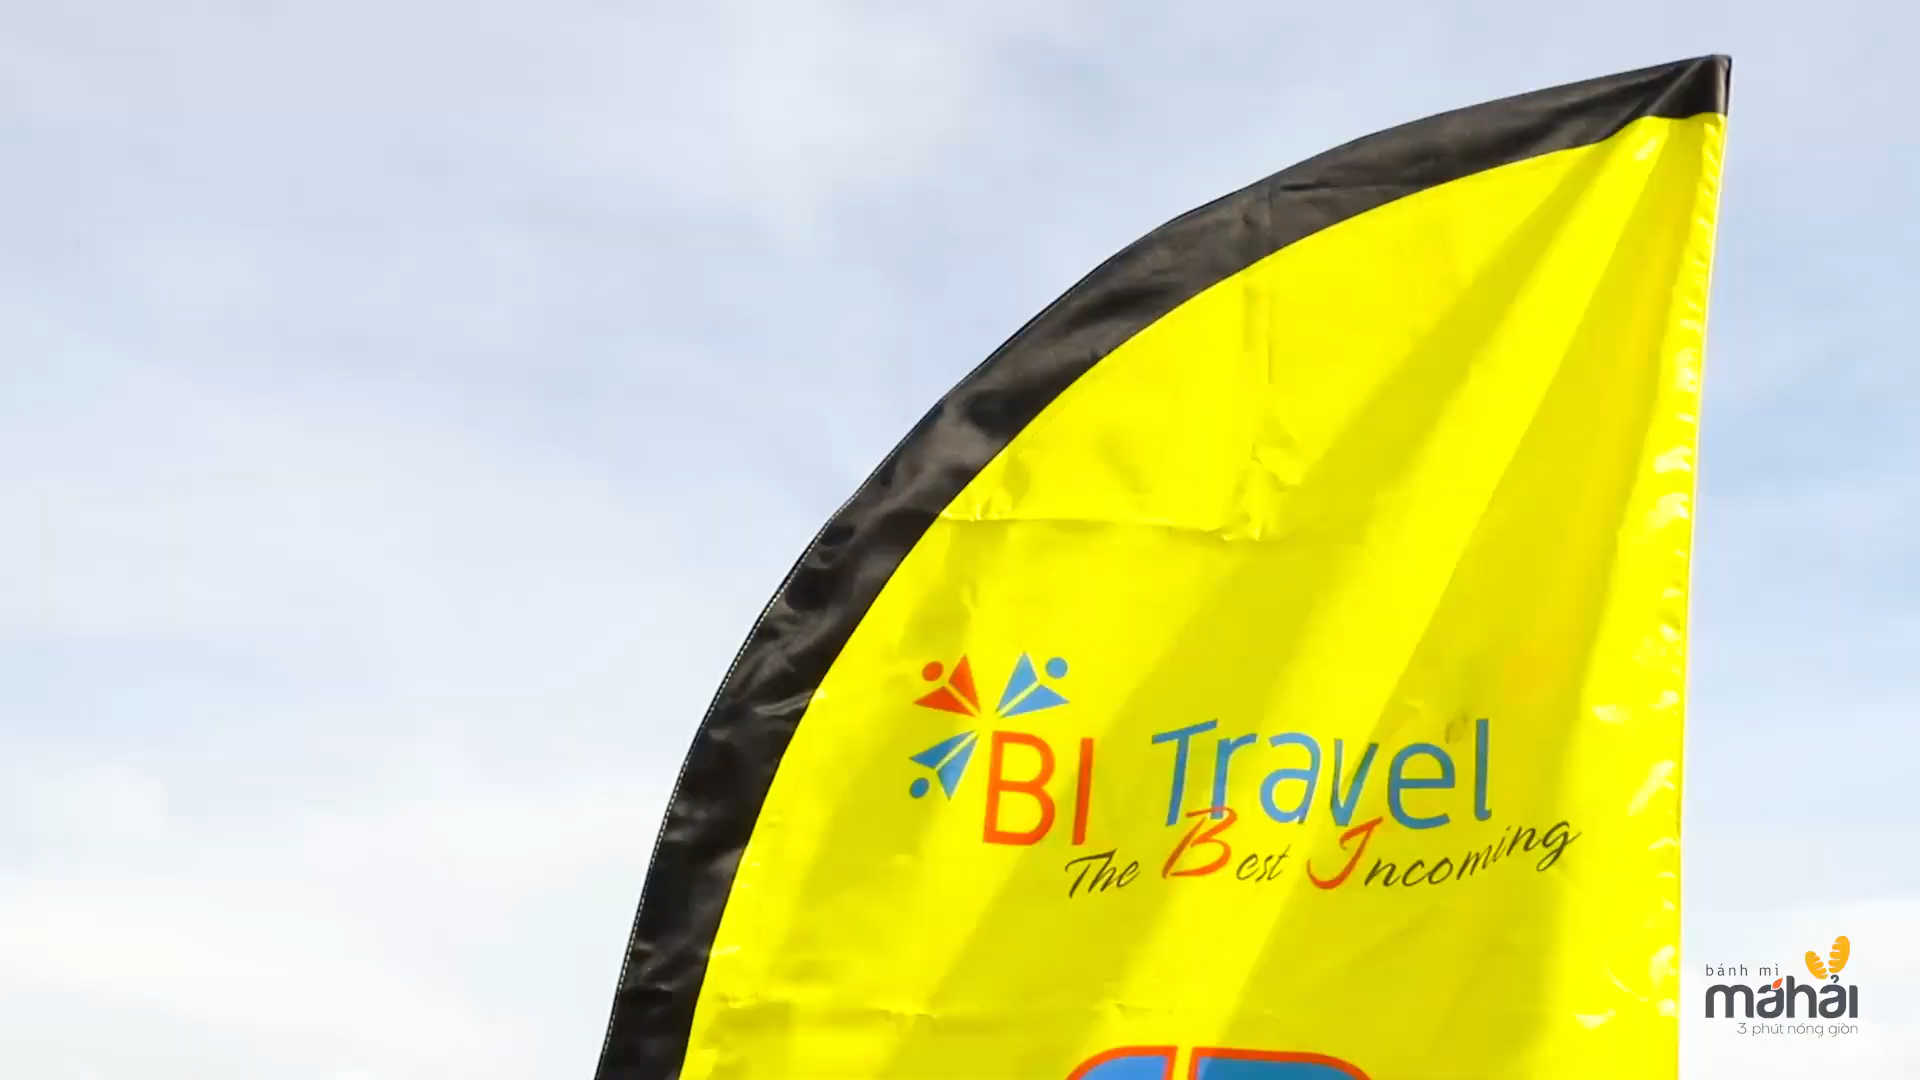 BI Travel
The Best Incoming
bánh mì
máhải
3 phút nóng giòn